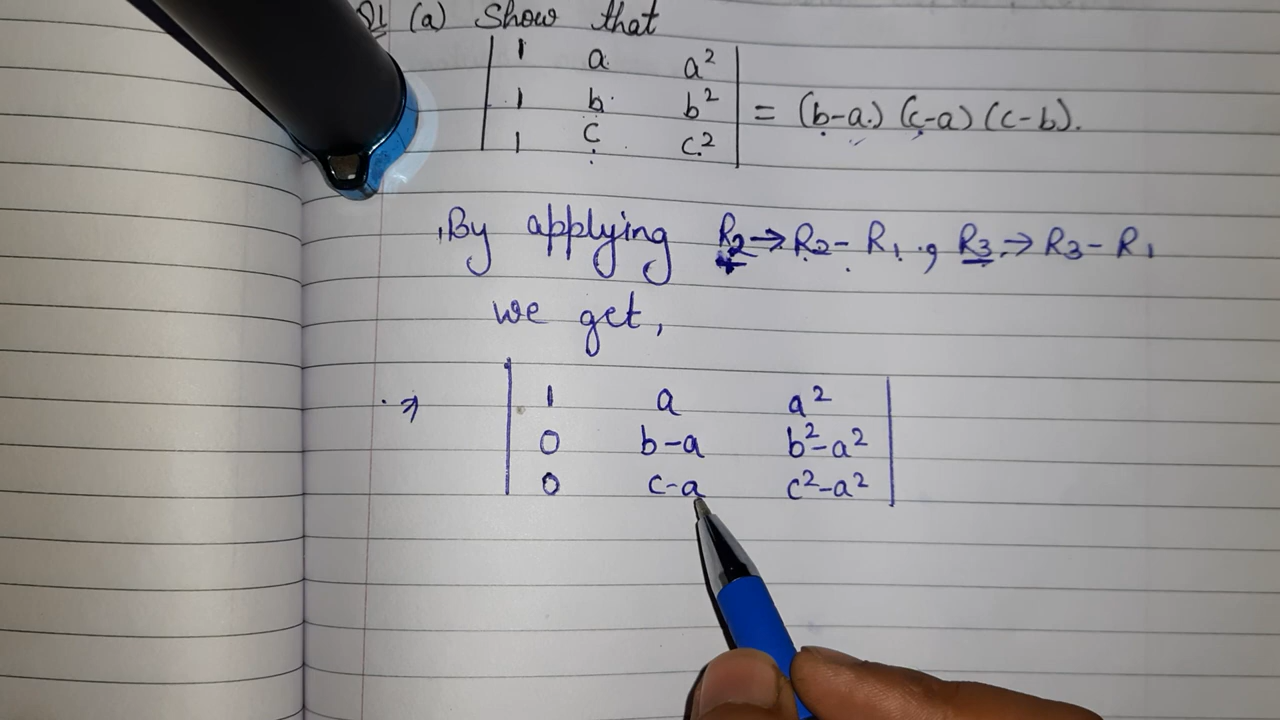 Q1 (a) Show that
| 1 a a² |
| 1 b b² | = (b-a) (c-a) (c-b).
| 1 c c² |
By applying R2→R2-R1, R3→R3-R1
we get,
⇒ | 1 a a² |
| 0 b-a b²-a² |
| 0 c-a c²-a² |